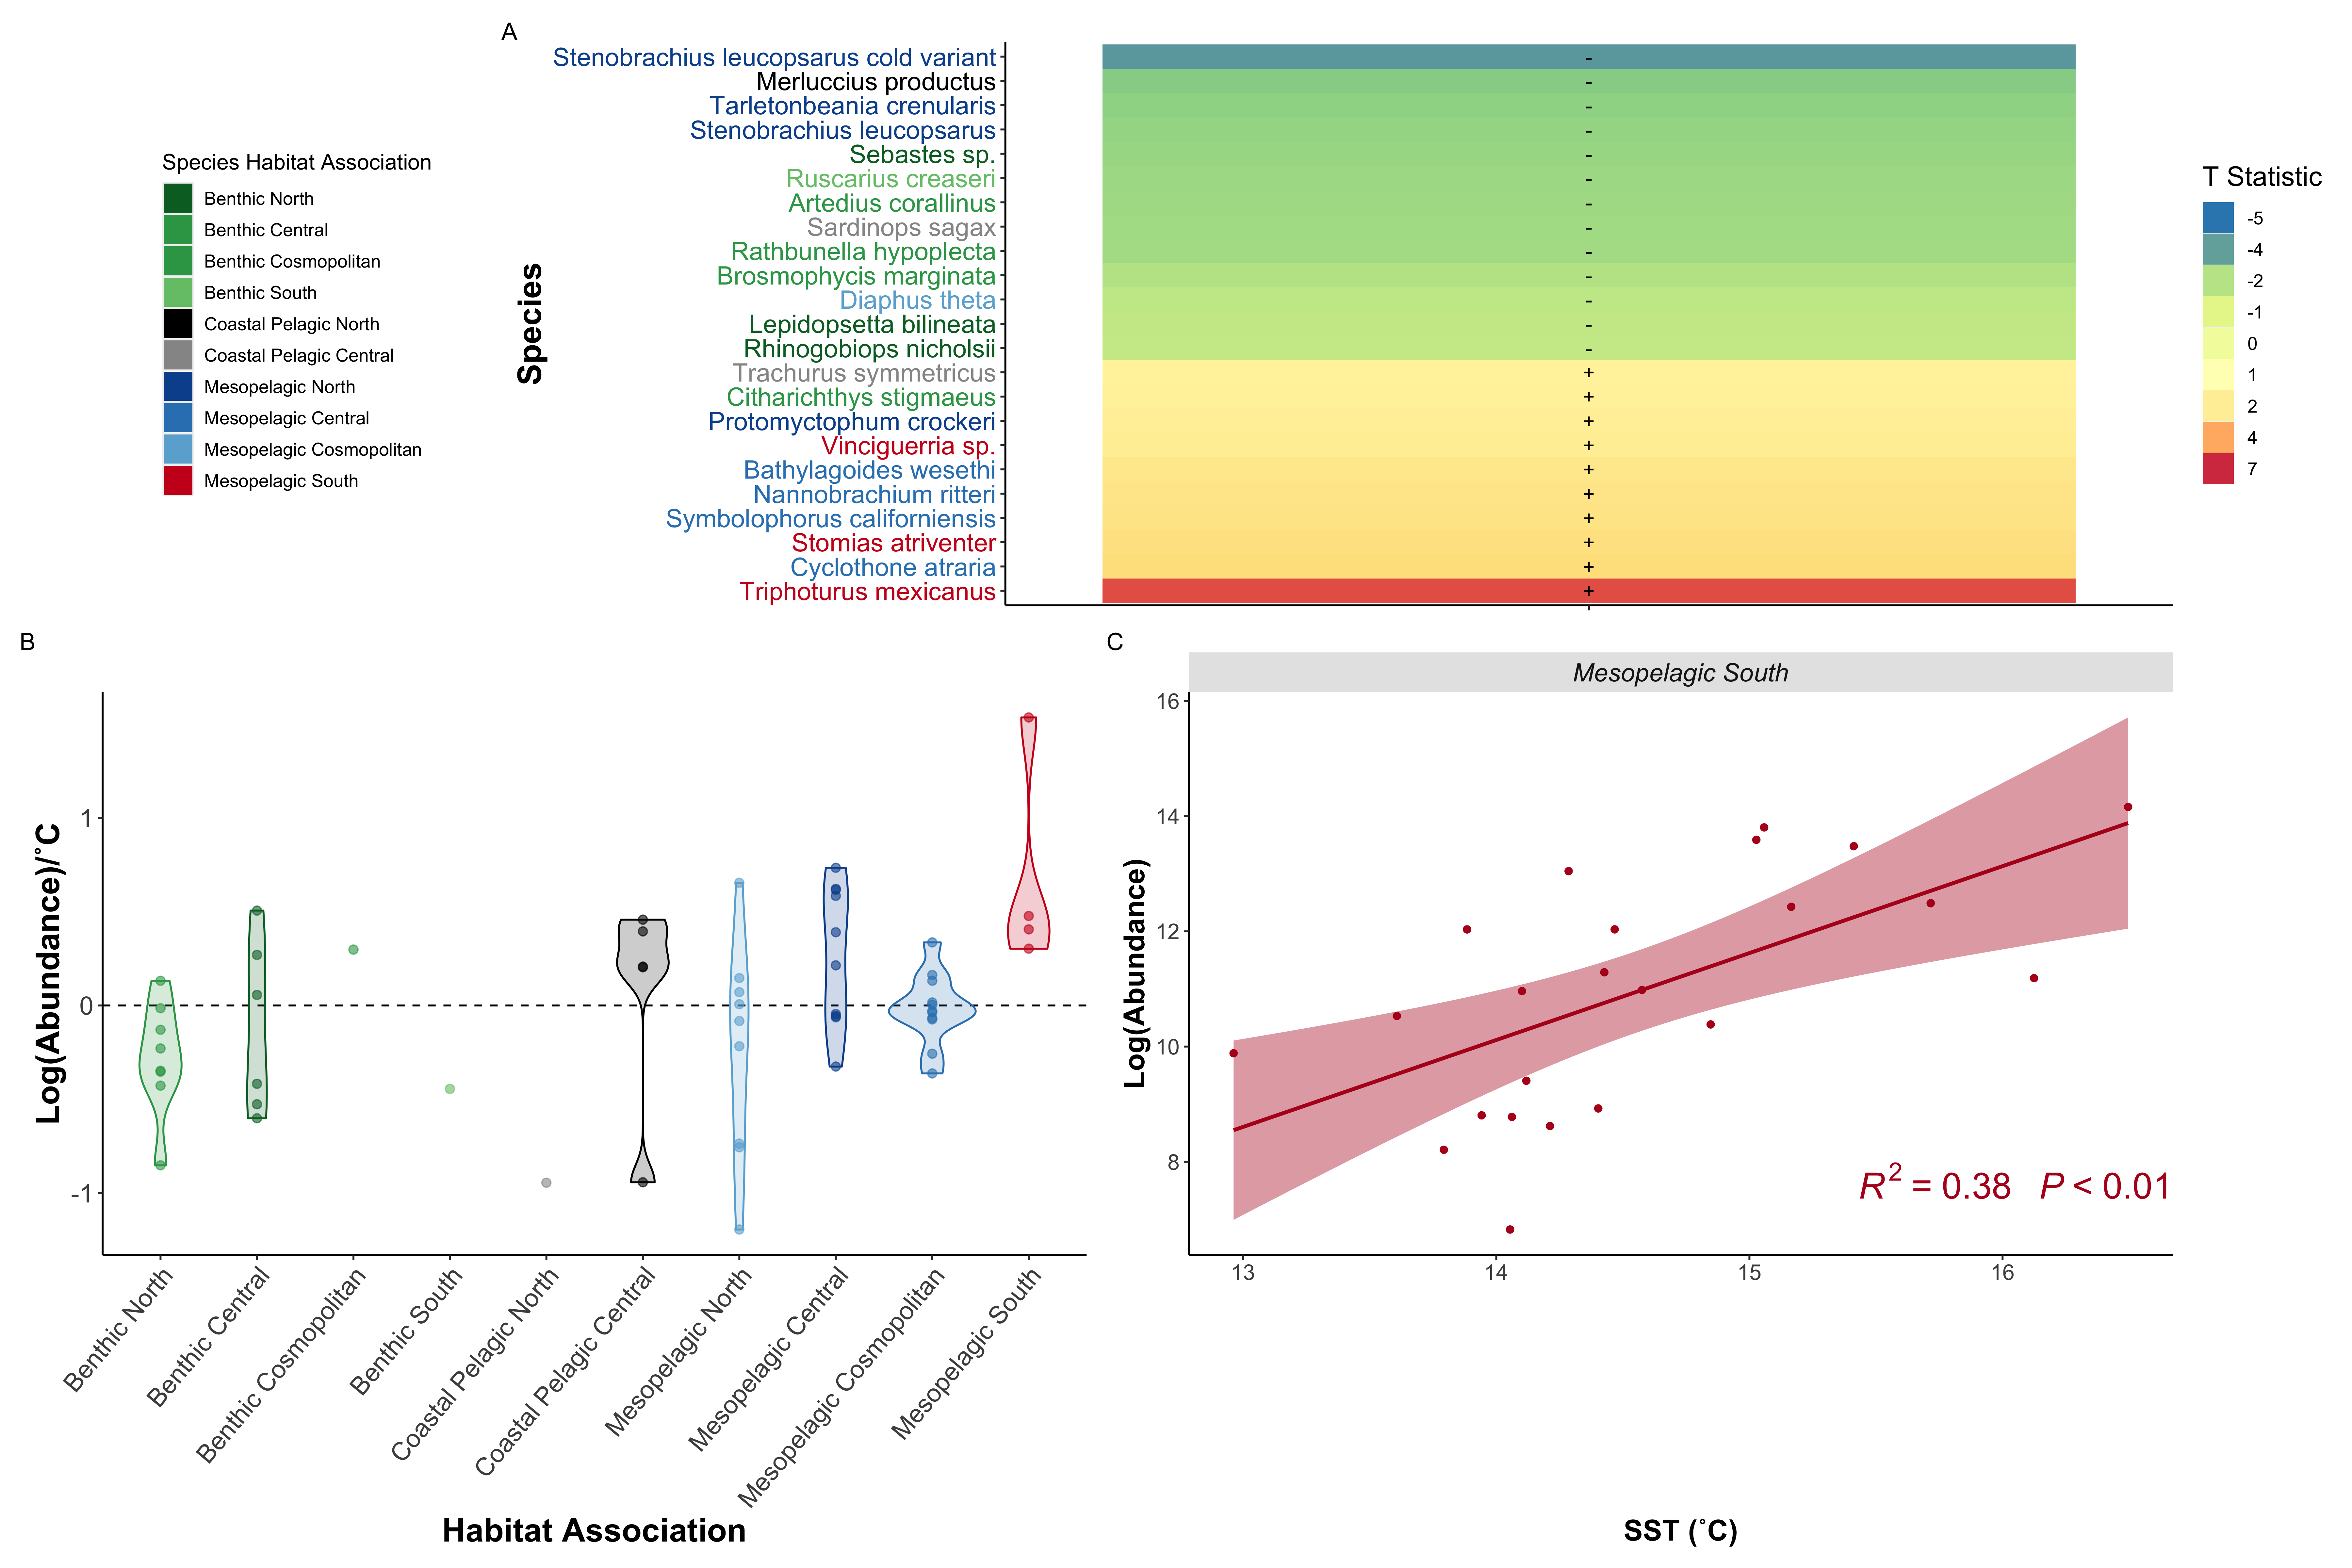 A
Stenobrachius leucopsarus cold variant
Merluccius productus
Tarletonbeania crenularis
Stenobrachius leucopsarus
Sebastes sp.
Ruscarius creaseri
Artedius corallinus
Sardinops sagax
Rathbunella hypoplecta
Brosmophycis marginata
Diaphus theta
Lepidopsetta bilineata
Rhinogobiops nicholsii
Trachurus symmetricus
Citharichthys stigmaeus
Protomyctophum crockeri
Vinciguerria sp.
Bathylagoides wesethi
Nannobrachium ritteri
Symbolophorus californiensis
Stomias atriventer
Cyclothone atraria
Triphoturus mexicanus
Species
-
-
-
-
-
-
-
-
-
-
-
-
-
+
+
+
+
+
+
+
+
+
+
Species Habitat Association
Benthic North
Benthic Central
Benthic Cosmopolitan
Benthic South
Coastal Pelagic North
Coastal Pelagic Central
Mesopelagic North
Mesopelagic Central
Mesopelagic Cosmopolitan
Mesopelagic South
T Statistic
-5
-4
-2
-1
0
1
2
4
7
B
Log(Abundance)/˚C
1
0
-1
Benthic North
Benthic Central
Benthic Cosmopolitan
Benthic South
Coastal Pelagic North
Coastal Pelagic Central
Mesopelagic North
Mesopelagic Central
Mesopelagic Cosmopolitan
Mesopelagic South
Habitat Association
C
Mesopelagic South
Log(Abundance)
16
14
12
10
8
R² = 0.38 P < 0.01
13 14 15 16
SST (˚C)